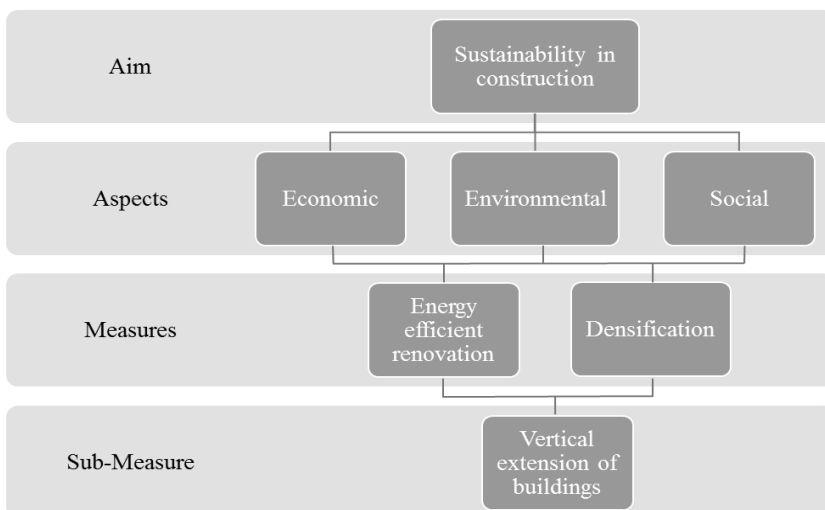 Aim
Sustainability in
construction
Aspects
Economic
Environmental
Social
Measures
Energy
efficient
renovation
Densification
Sub-Measure
Vertical
extension of
buildings